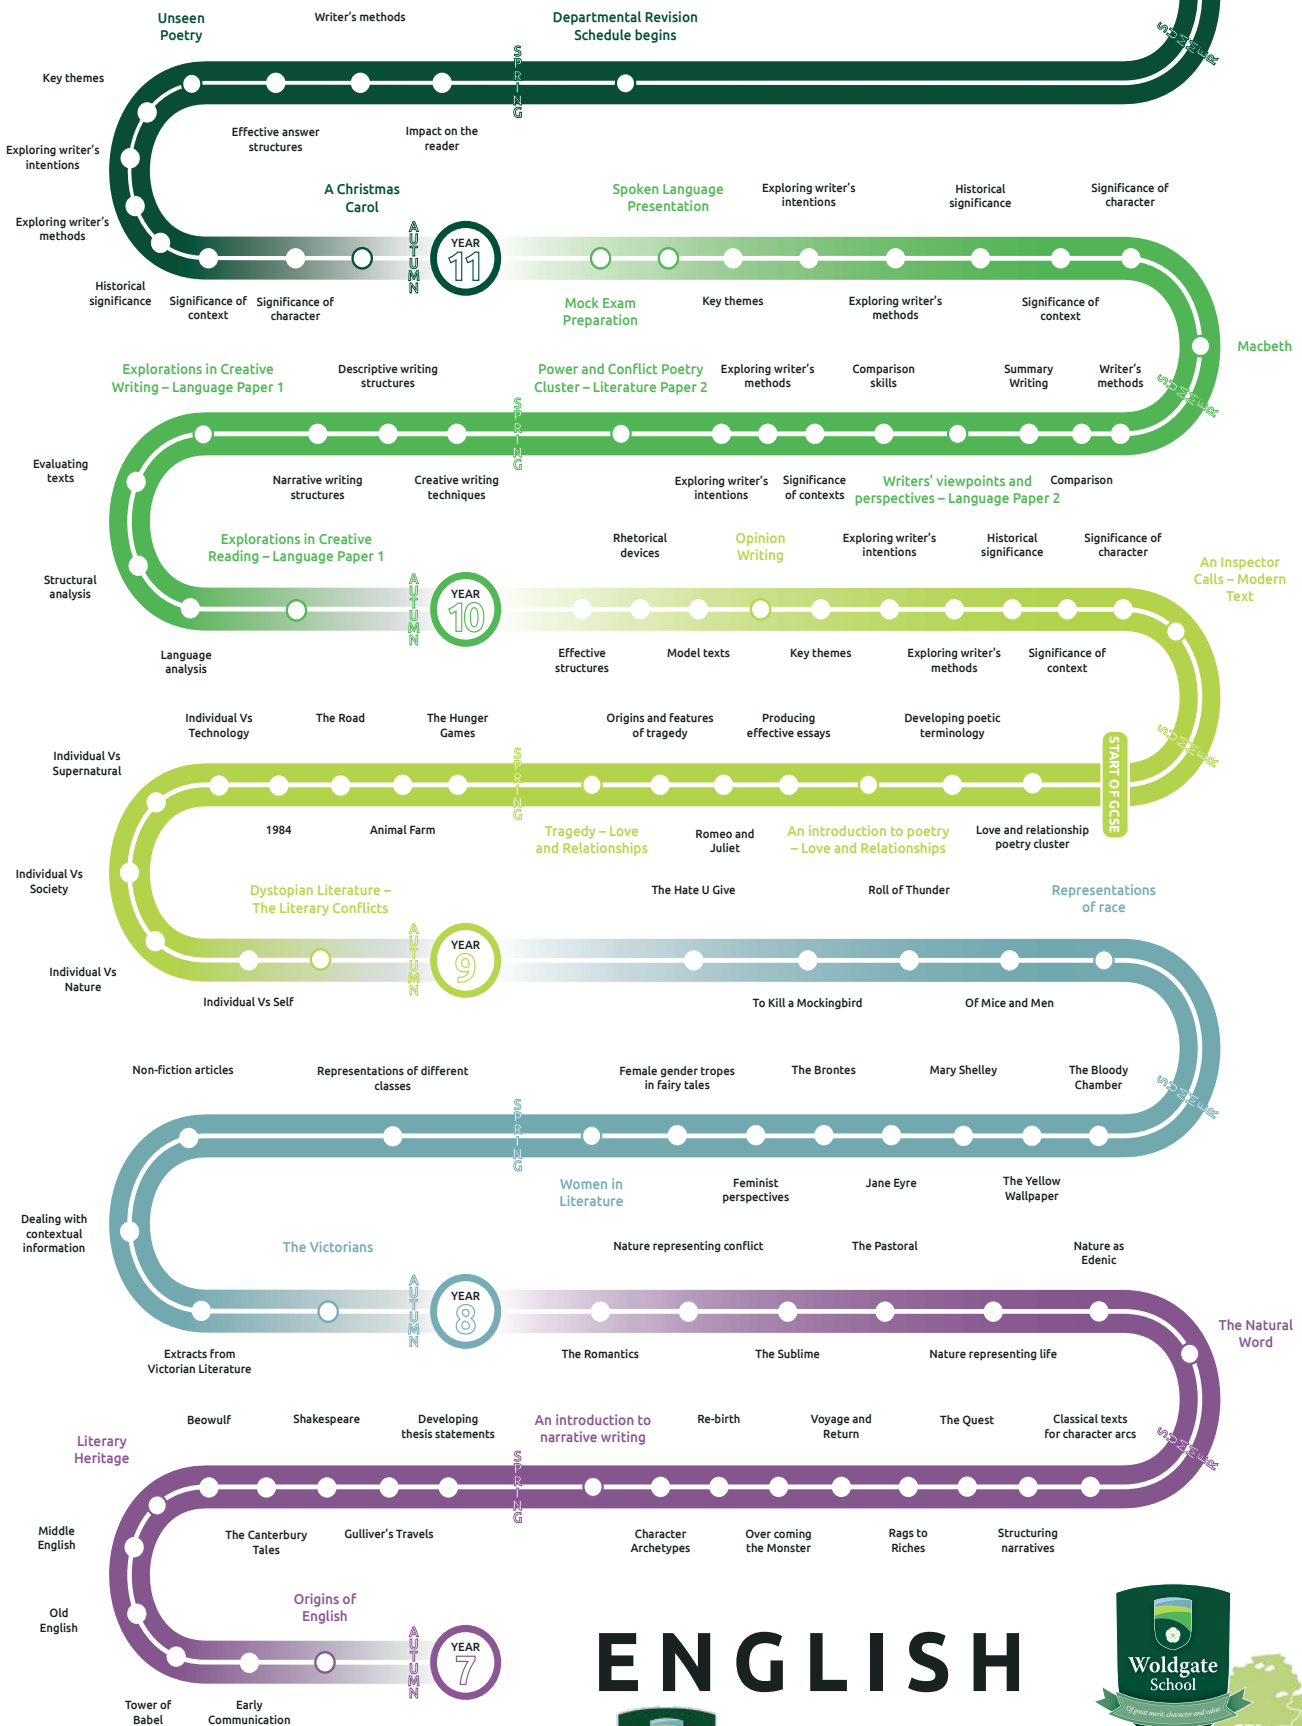 Unseen
Poetry
Writer's methods
Departmental Revision
Schedule begins
SUMMER
SPRING
Key themes
Effective answer
structures
Impact on the
reader
Exploring writer's
intentions
Exploring writer's
methods
Historical
significance
Significance of
context
Significance of
character
A Christmas
Carol
AUTUMN
YEAR
11
Spoken Language
Presentation
Exploring writer's
intentions
Historical
significance
Significance of
character
Mock Exam
Preparation
Key themes
Exploring writer's
methods
Significance of
context
Macbeth
SUMMER
Explorations in Creative
Writing – Language Paper 1
Descriptive writing
structures
Power and Conflict Poetry
Cluster – Literature Paper 2
Exploring writer's
methods
Comparison
skills
Summary
Writing
Writer's
methods
SPRING
Evaluating
texts
Narrative writing
structures
Creative writing
techniques
Exploring writer's
intentions
Significance
of contexts
Writers' viewpoints and
perspectives – Language Paper 2
Comparison
Explorations in Creative
Reading – Language Paper 1
Structural
analysis
Language
analysis
AUTUMN
YEAR
10
Rhetorical
devices
Opinion
Writing
Exploring writer's
intentions
Historical
significance
Significance of
character
An Inspector
Calls – Modern
Text
Effective
structures
Model texts
Key themes
Exploring writer's
methods
Significance of
context
SUMMER
START OF GCSE
Individual Vs
Technology
The Road
The Hunger
Games
Origins and features
of tragedy
Producing
effective essays
Developing poetic
terminology
Individual Vs
Supernatural
SPRING
1984
Animal Farm
Tragedy – Love
and Relationships
Romeo and
Juliet
An introduction to poetry
– Love and Relationships
Love and relationship
poetry cluster
Individual Vs
Society
Dystopian Literature –
The Literary Conflicts
Individual Vs
Nature
Individual Vs Self
AUTUMN
YEAR
9
The Hate U Give
Roll of Thunder
Representations
of race
To Kill a Mockingbird
Of Mice and Men
SUMMER
Non-fiction articles
Representations of different
classes
Female gender tropes
in fairy tales
The Brontes
Mary Shelley
The Bloody
Chamber
SPRING
Women in
Literature
Feminist
perspectives
Jane Eyre
The Yellow
Wallpaper
Dealing with
contextual
information
The Victorians
Extracts from
Victorian Literature
AUTUMN
YEAR
8
Nature representing conflict
The Pastoral
Nature as
Edenic
The Natural
Word
The Romantics
The Sublime
Nature representing life
SUMMER
Literary
Heritage
Beowulf
Shakespeare
Developing
thesis statements
An introduction to
narrative writing
Re-birth
Voyage and
Return
The Quest
Classical texts
for character arcs
SPRING
Middle
English
The Canterbury
Tales
Gulliver's Travels
Character
Archetypes
Over coming
the Monster
Rags to
Riches
Structuring
narratives
Old
English
Origins of
English
Tower of
Babel
Early
Communication
AUTUMN
YEAR
7
ENGLISH
Woldgate
School
Of great merit, character and value